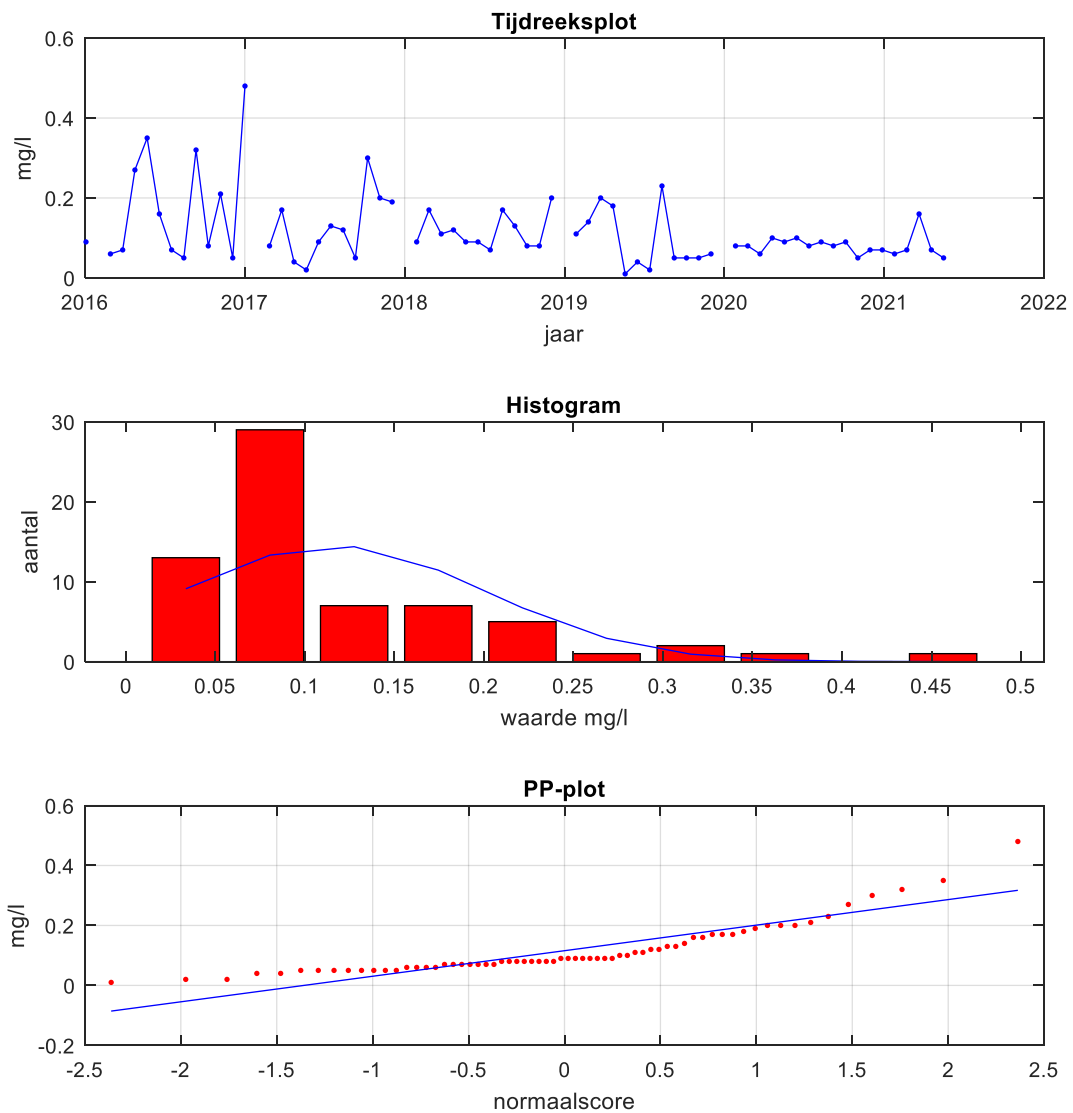 Tijdreeksplot
0.6
0.4
0.2
0
mg/l
2016 2017 2018 2019 2020 2021 2022
jaar
Histogram
30
20
10
0
aantal
0 0.05 0.1 0.15 0.2 0.25 0.3 0.35 0.4 0.45 0.5
waarde mg/l
PP-plot
0.6
0.4
0.2
0
-0.2
mg/l
-2.5 -2 -1.5 -1 -0.5 0 0.5 1 1.5 2 2.5
normaalscore